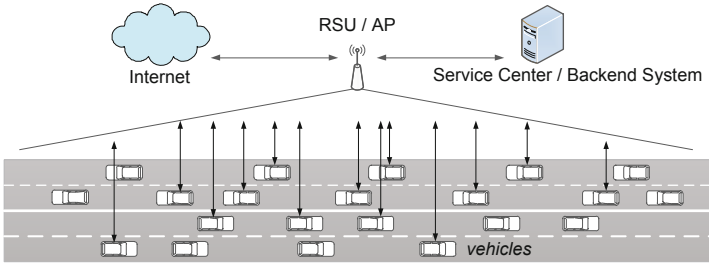 RSU / AP
Internet
Service Center / Backend System
vehicles